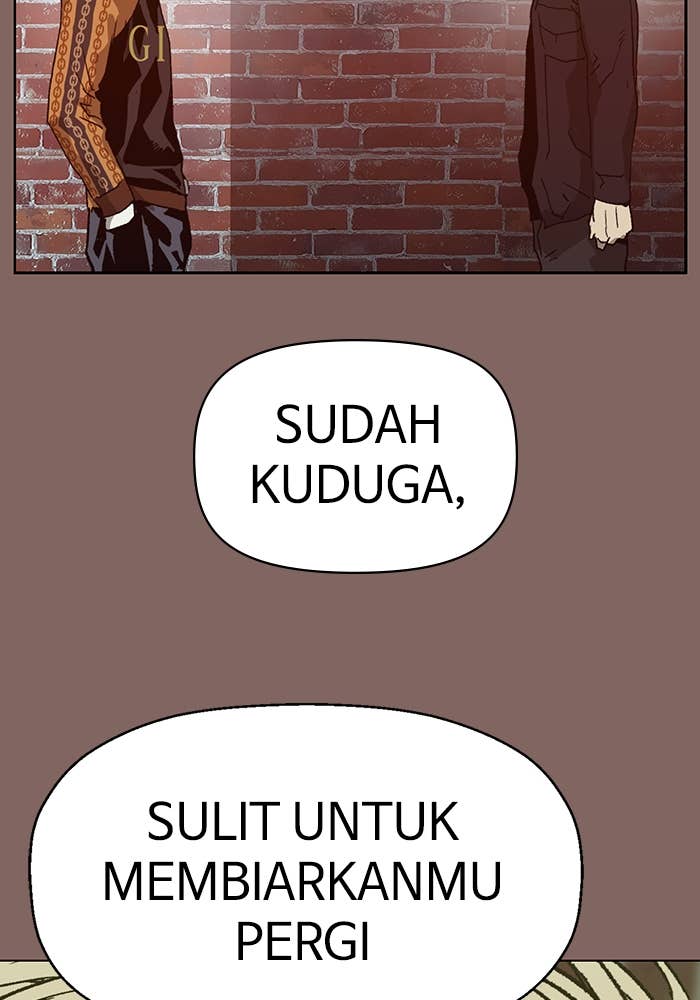 GI
SUDAH
KUDUGA,
SULIT UNTUK
MEMBIARKANMU
PERGI